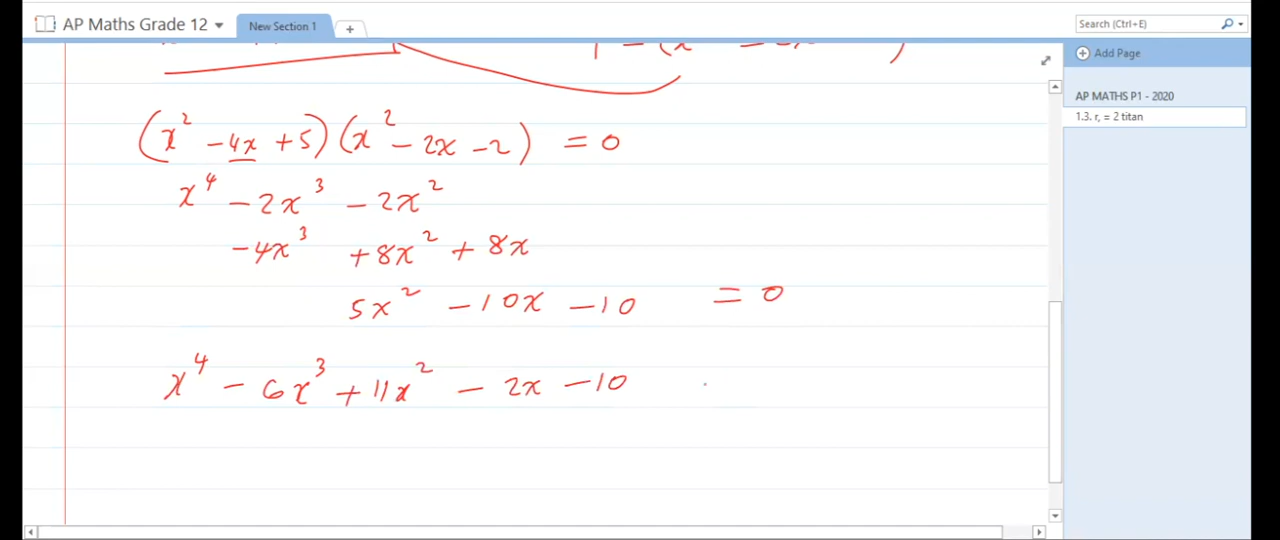 AP Maths Grade 12
New Section 1
Search (Ctrl+E)
Add Page
AP MATHS P1 - 2020
1.3. r, = 2 titan
(x² - 4x + 5)(x² - 2x - 2) = 0
x⁴ - 2x³ - 2x²
-4x³ + 8x² + 8x
5x² - 10x - 10 = 0
x⁴ - 6x³ + 11x² - 2x - 10